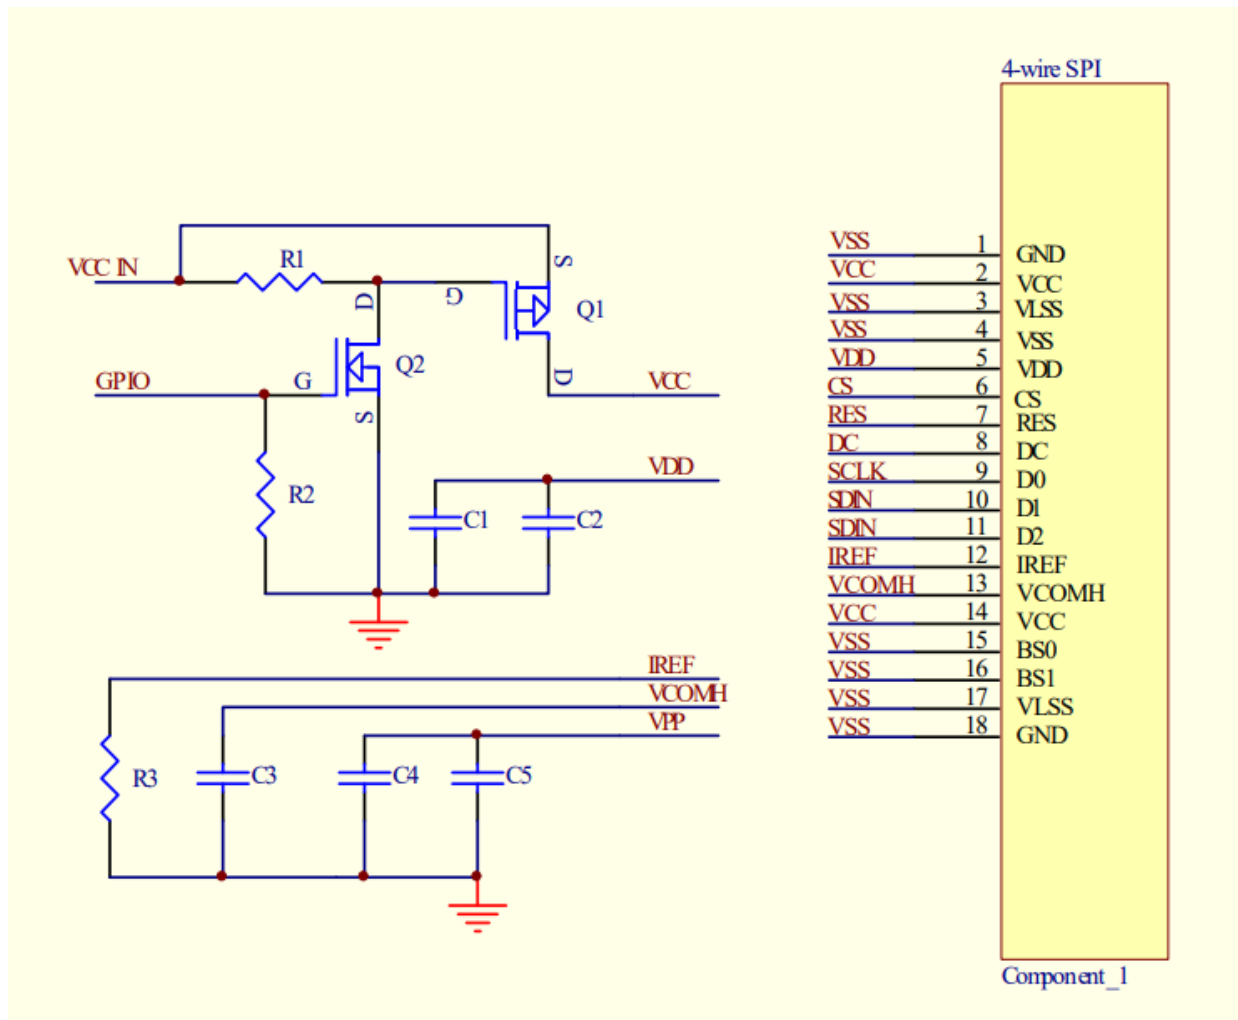 4-wire SPI
VCC IN
R1
S
D
G
Q1
GPIO
G
Q2
S
D
VCC
R2
VDD
C1
C2
IREF
VCOMH
VPP
R3
C3
C4
C5
VSS 1 GND
VCC 2 VCC
VSS 3 VLSS
VSS 4 VSS
VDD 5 VDD
CS 6 CS
RES 7 RES
DC 8 DC
SCLK 9 D0
SDIN 10 D1
SDIN 11 D2
IREF 12 IREF
VCOMH 13 VCOMH
VCC 14 VCC
VSS 15 BS0
VSS 16 BS1
VSS 17 VLSS
VSS 18 GND
Component_1